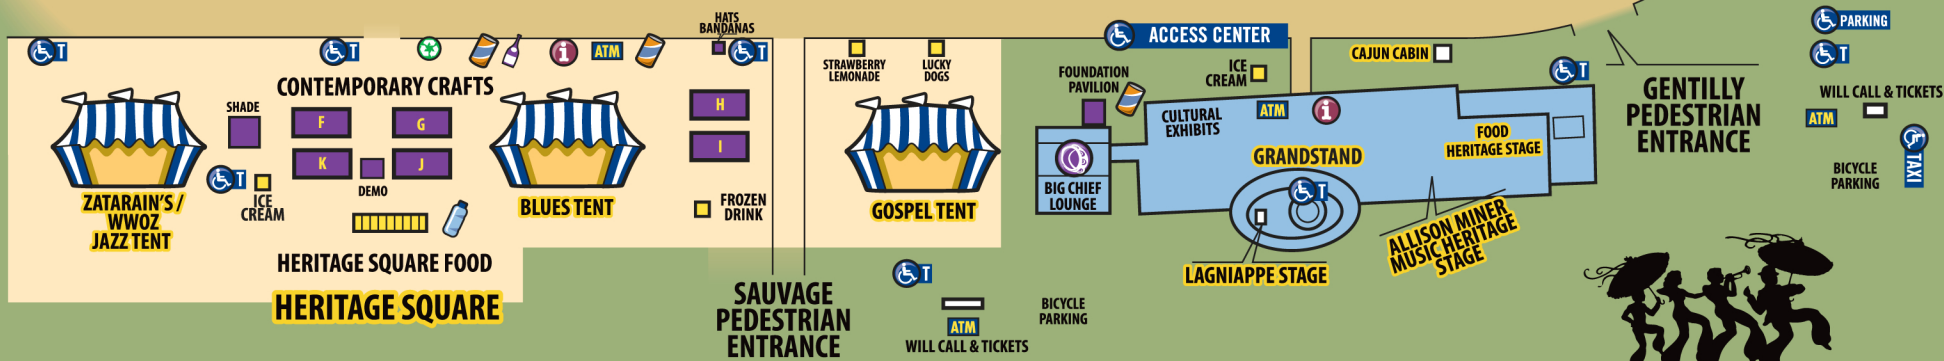 T
T
ATM
HATS
BANDANAS
T
STRAWBERRY
LEMONADE
LUCKY
DOGS
ACCESS CENTER
ICE
CREAM
FOUNDATION
PAVILION
CAJUN CABIN
T
PARKING
T
WILL CALL & TICKETS
ATM
TAXI
BICYCLE
PARKING
GENTILLY
PEDESTRIAN
ENTRANCE
CONTEMPORARY CRAFTS
SHADE
F
G
K
J
DEMO
H
I
T
ICE
CREAM
FROZEN
DRINK
ZATARAIN'S /
WWOZ
JAZZ TENT
BLUES TENT
GOSPEL TENT
HERITAGE SQUARE FOOD
HERITAGE SQUARE
CULTURAL
EXHIBITS
ATM
i
i
GRANDSTAND
FOOD
HERITAGE STAGE
BIG CHIEF
LOUNGE
T
LAGNIAPPE STAGE
ALLISON MINER
MUSIC HERITAGE
STAGE
SAUVAGE
PEDESTRIAN
ENTRANCE
T
ATM
WILL CALL & TICKETS
BICYCLE
PARKING